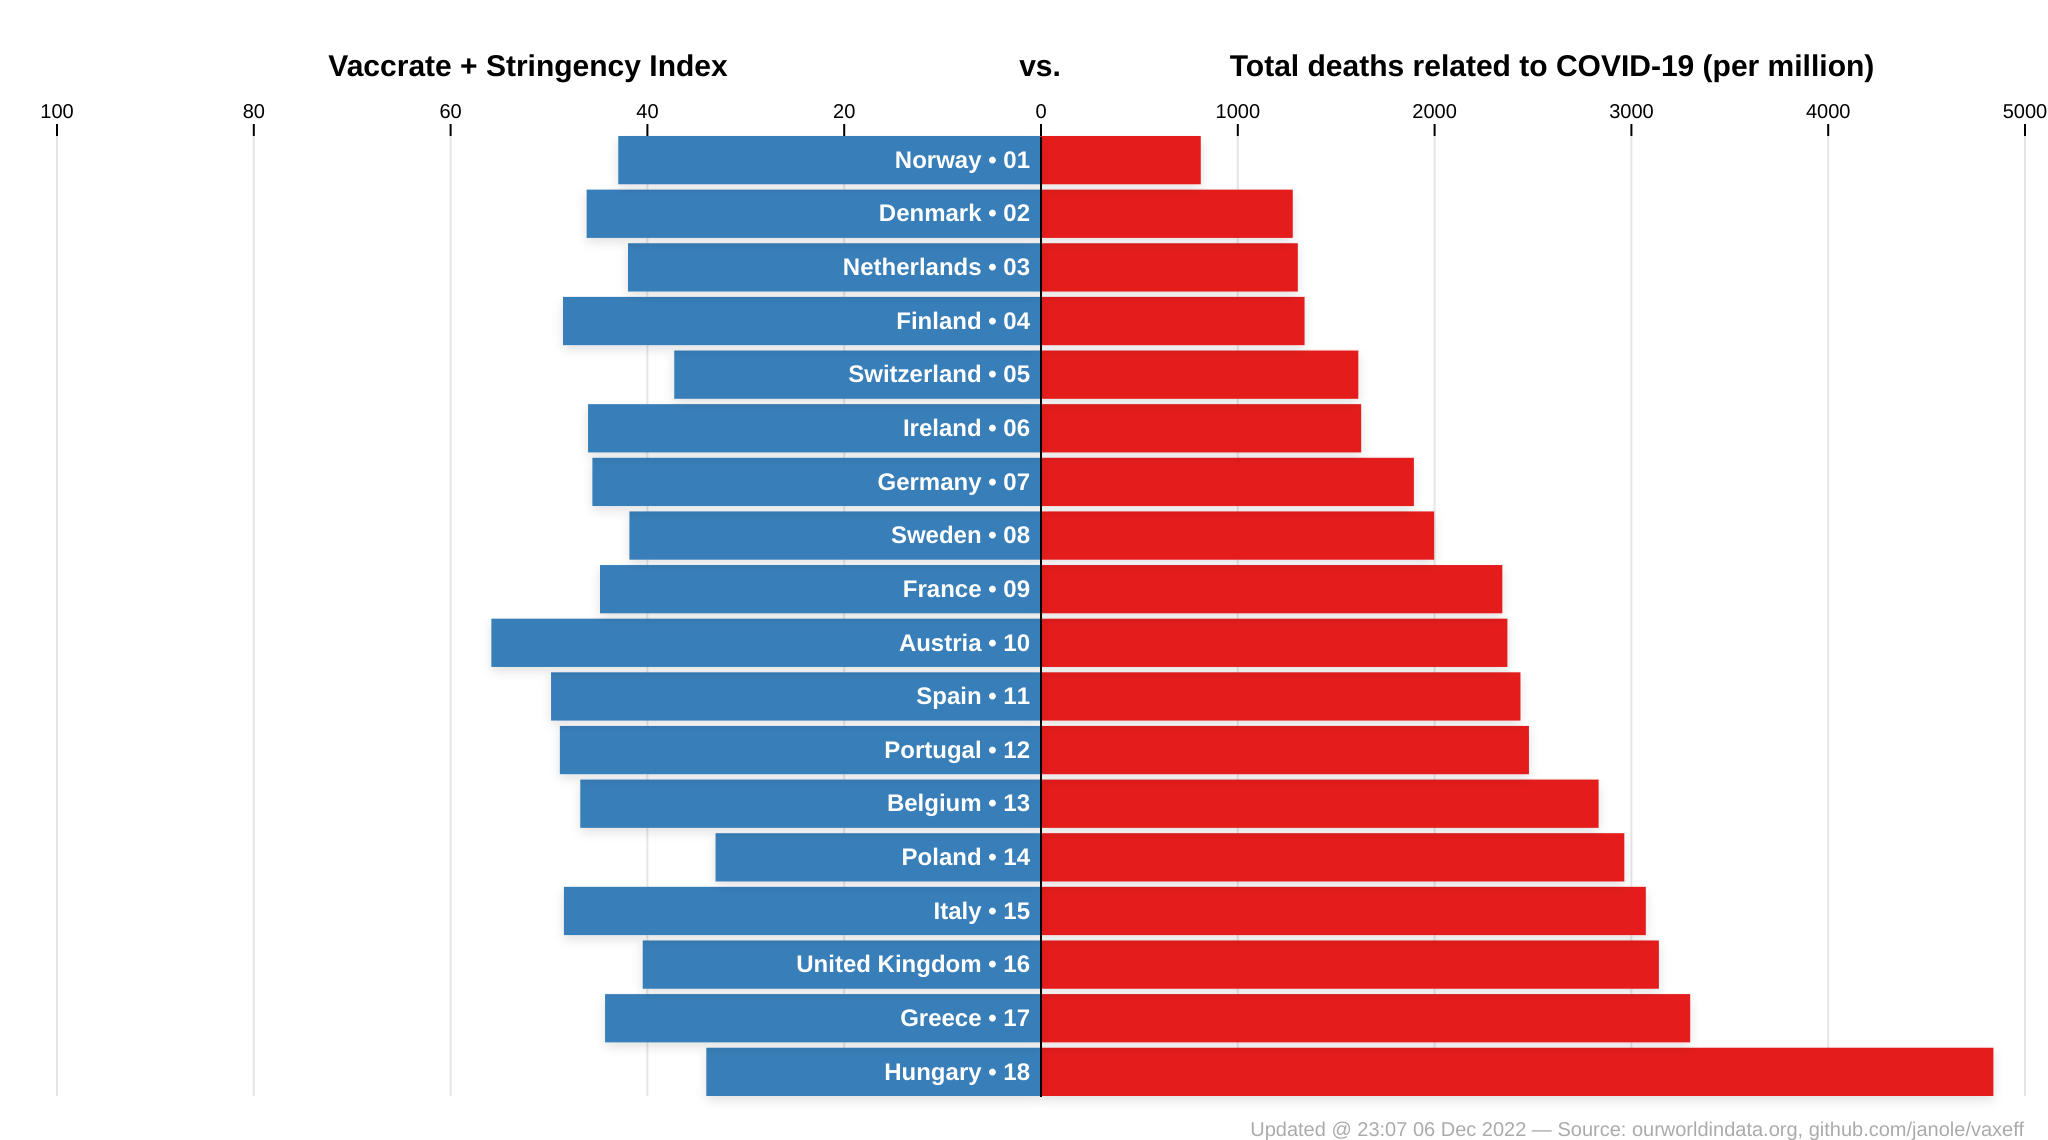 Vaccrate + Stringency Index vs. Total deaths related to COVID-19 (per million)
100 80 60 40 20 0 1000 2000 3000 4000 5000
Norway • 01
Denmark • 02
Netherlands • 03
Finland • 04
Switzerland • 05
Ireland • 06
Germany • 07
Sweden • 08
France • 09
Austria • 10
Spain • 11
Portugal • 12
Belgium • 13
Poland • 14
Italy • 15
United Kingdom • 16
Greece • 17
Hungary • 18
Updated @ 23:07 06 Dec 2022 — Source: ourworldindata.org, github.com/janole/vaxeff